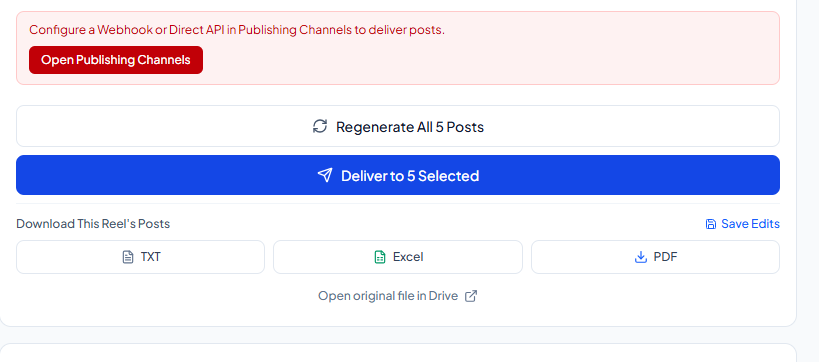 Configure a Webhook or Direct API in Publishing Channels to deliver posts.
Open Publishing Channels
Regenerate All 5 Posts
Deliver to 5 Selected
Download This Reel's Posts
Save Edits
TXT
Excel
PDF
Open original file in Drive